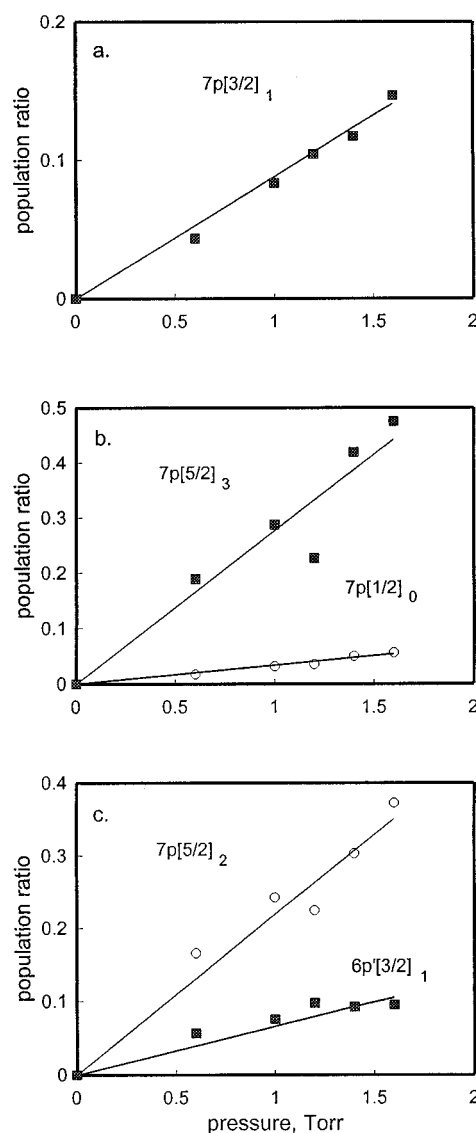 0.2
a.
7p[3/2] 1
0.1
population ratio
0
0 0.5 1 1.5 2
0.5
b.
7p[5/2] 3
0.4
0.3
7p[1/2] 0
0.2
population ratio
0.1
0
0 0.5 1 1.5 2
0.4
c.
7p[5/2] 2
0.3
0.2
6p'[3/2] 1
population ratio
0.1
0
0 0.5 1 1.5 2
pressure, Torr